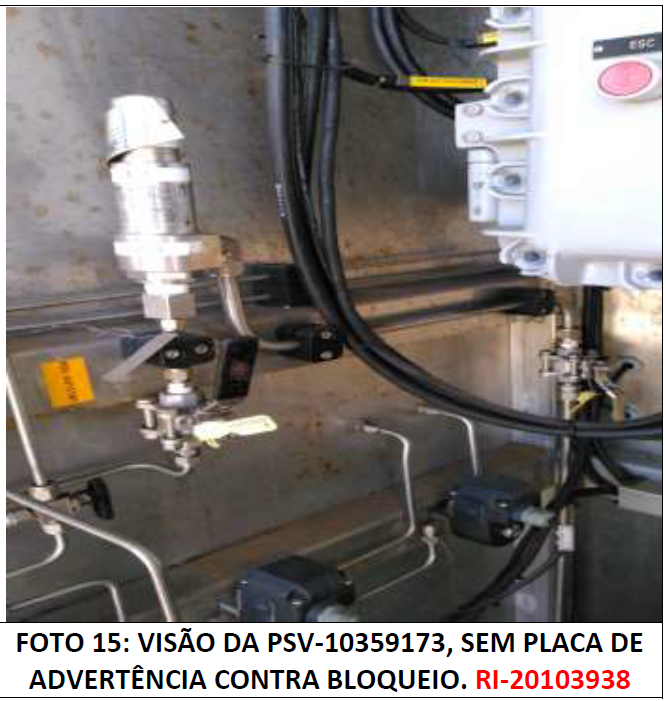 ESC
FOTO 15: VISÃO DA PSV-10359173, SEM PLACA DE
ADVERTÊNCIA CONTRA BLOQUEIO. RI-20103938